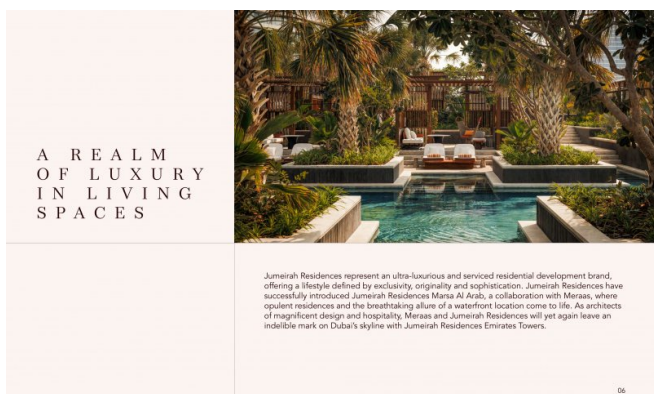 A REALM
OF LUXURY
IN LIVING
SPACES
Jumeirah Residences represent an ultra-luxurious and serviced residential development brand,
offering a lifestyle defined by exclusivity, originality and sophistication. Jumeirah Residences have
successfully introduced Jumeirah Residences Marsa Al Arab, a collaboration with Meraas, where
opulent residences and the breathtaking allure of a waterfront location come to life. As architects
of magnificent design and hospitality, Meraas and Jumeirah Residences will yet again leave an
indelible mark on Dubai's skyline with Jumeirah Residences Emirates Towers.
06